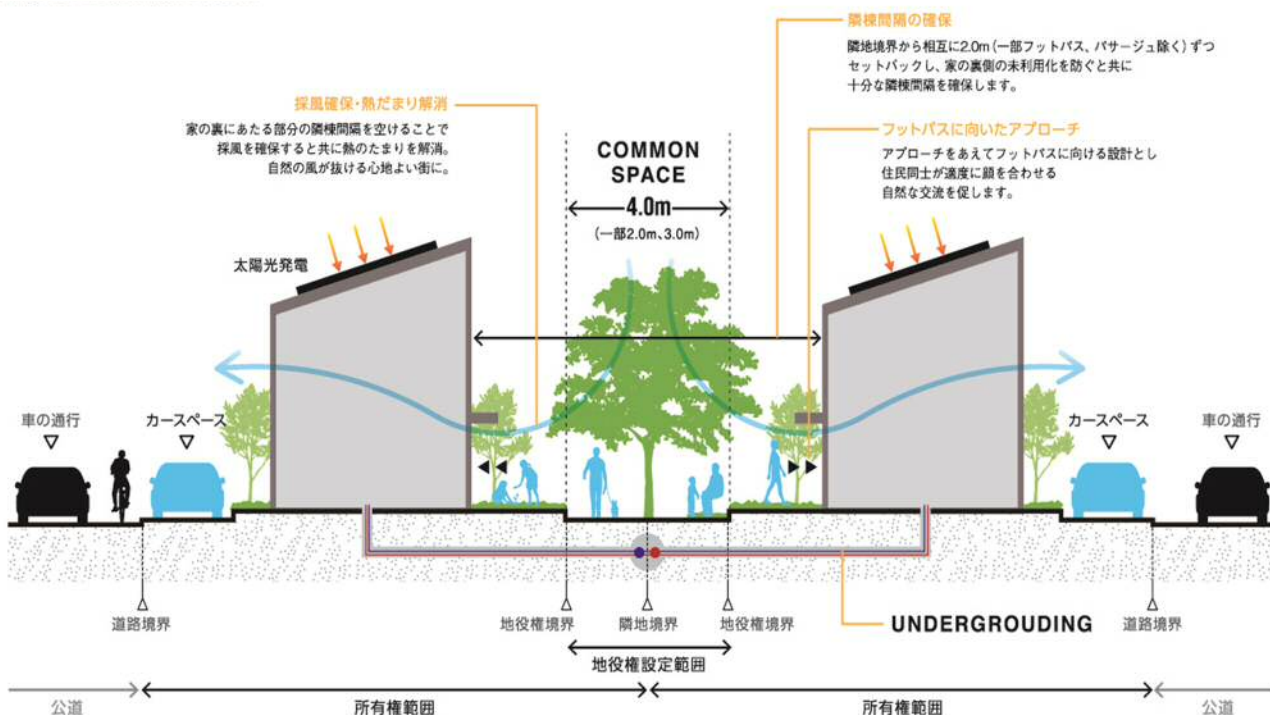 隣棟間隔の確保
隣地境界から相互に2.0m(一部フットパス、パサージュ除く)ずつ
セットバックし、家の裏側の未利用化を防ぐと共に
十分な隣棟間隔を確保します。
採風確保・熱だまり解消
家の裏にあたる部分の隣棟間隔を空けることで
採風を確保すると共に熱のたまりを解消。
自然の風が抜ける心地よい街に。
フットパスに向いたアプローチ
アプローチをあえてフットパスに向ける設計とし
住民同士が適度に顔を合わせる
自然な交流を促します。
COMMON
SPACE
4.0m
(一部2.0m、3.0m)
太陽光発電
車の通行
カースペース
カースペース
車の通行
道路境界
地役権境界
隣地境界
地役権境界
UNDERGROUDING
道路境界
地役権設定範囲
公道
所有権範囲
所有権範囲
公道